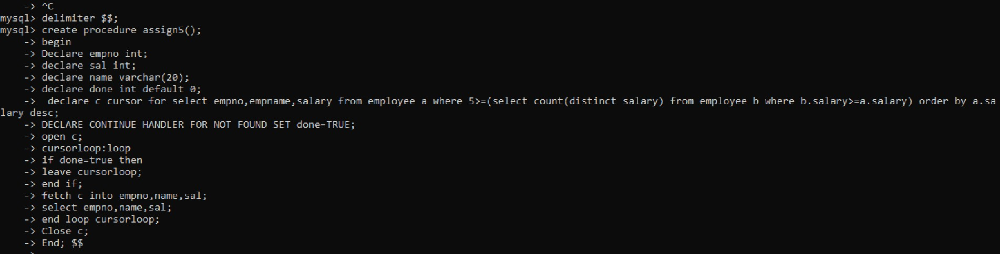 -> ^C
mysql> delimiter $$;
mysql> create procedure assign5();
    -> begin
    -> Declare empno int;
    -> declare sal int;
    -> declare name varchar(20);
    -> declare done int default 0;
    ->  declare c cursor for select empno,empname,salary from employee a where 5>=(select count(distinct salary) from employee b where b.salary>=a.salary) order by a.sa
lary desc;
    -> DECLARE CONTINUE HANDLER FOR NOT FOUND SET done=TRUE;
    -> open c;
    -> cursorloop:loop
    -> if done=true then
    -> leave cursorloop;
    -> end if;
    -> fetch c into empno,name,sal;
    -> select empno,name,sal;
    -> end loop cursorloop;
    -> Close c;
    -> End; $$